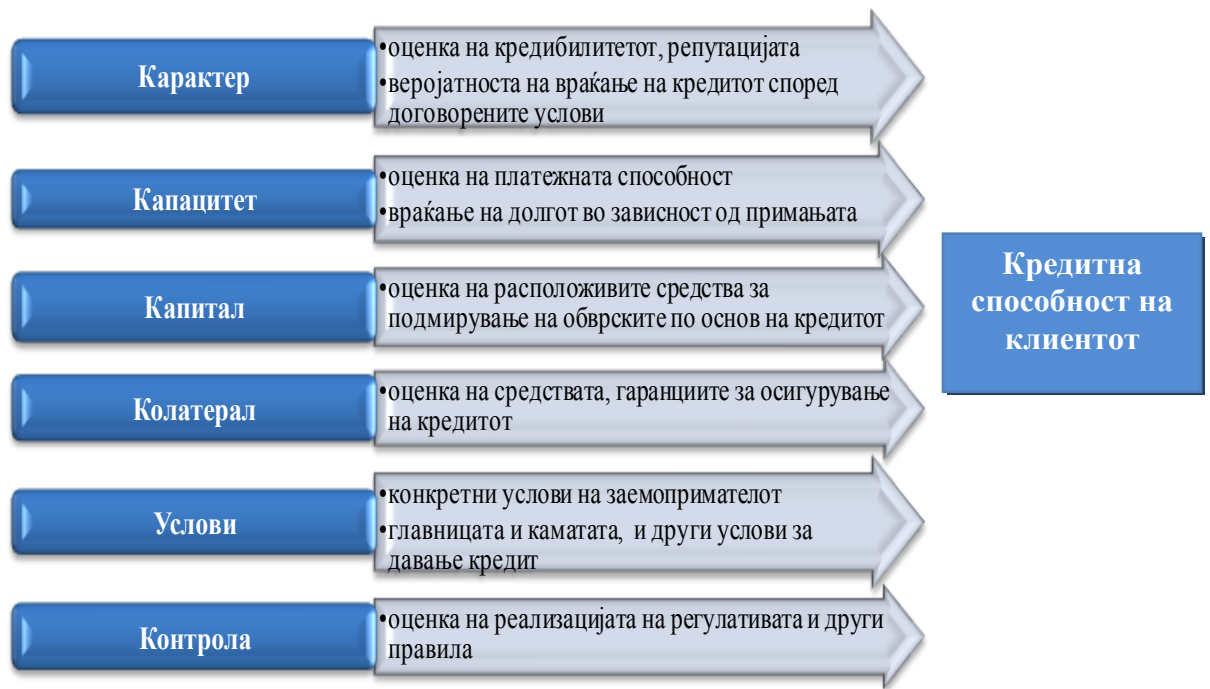 Карактер
•оценка на кредибилитетот, репутацијата
•веројатноста на враќање на кредитот според
договорените услови
Капацитет
•оценка на платежната способност
•враќање на долгот во зависност од примањата
Капитал
•оценка на расположивите средства за
подмирување на обврските по основ на кредитот
Колатерал
•оценка на средствата, гаранциите за осигурување
на кредитот
Услови
•конкретни услови на заемопримателот
•главницата и каматата, и други услови за
давање кредит
Контрола
•оценка на реализацијата на регулативата и други
правила
Кредитна
способност на
клиентот